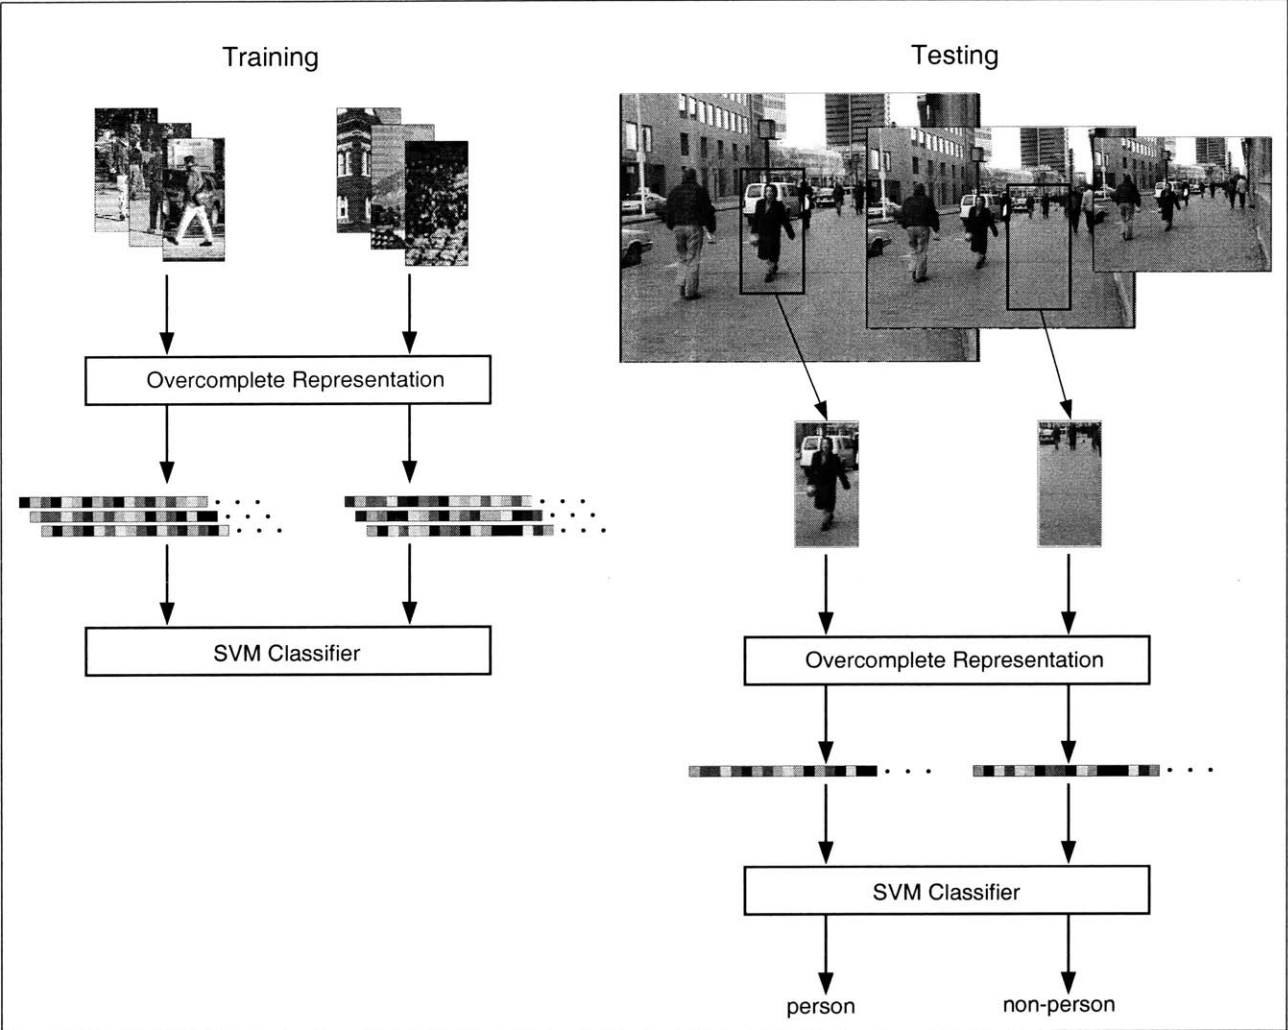 Training
Testing
Overcomplete Representation
SVM Classifier
Overcomplete Representation
SVM Classifier
person
non-person